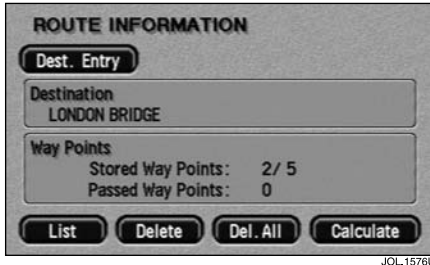 ROUTE INFORMATION
Dest. Entry
Destination
LONDON BRIDGE
Way Points
Stored Way Points: 2/ 5
Passed Way Points: 0
List Delete Del. All Calculate
JOL.1576U